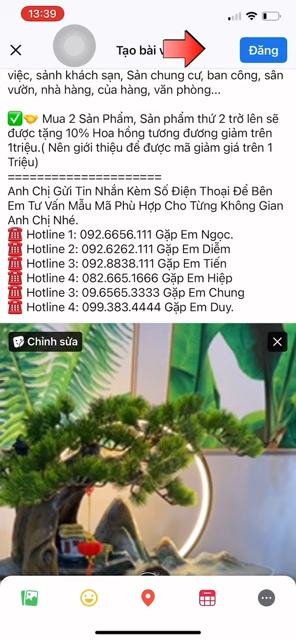 13:39
Tạo bài v
Đăng
việc, sảnh khách sạn, Sản chung cư, ban công, sân
vườn, nhà hàng, của hàng, văn phòng...
✅🤝 Mua 2 Sản Phẩm, Sản phẩm thứ 2 trở lên sẽ
được tặng 10% Hoa hồng tương đương giảm trên
1triệu.( Nên giới thiệu để được mã giảm giá trên 1
Triệu)
=====================
Anh Chị Gửi Tin Nhắn Kèm Số Điện Thoại Để Bên
Em Tư Vấn Mẫu Mã Phù Hợp Cho Từng Không Gian
Anh Chị Nhé.
☎️ Hotline 1: 092.6656.111 Gặp Em Ngọc.
☎️ Hotline 2: 092.6262.111 Gặp Em Diễm
☎️ Hotline 3: 092.8838.111 Gặp Em Tiến
☎️ Hotline 4: 082.665.1666 Gặp Em Hiệp
☎️ Hotline 3: 09.6565.3333 Gặp Em Chung
☎️ Hotline 4: 099.383.4444 Gặp Em Duy.
Chỉnh sửa